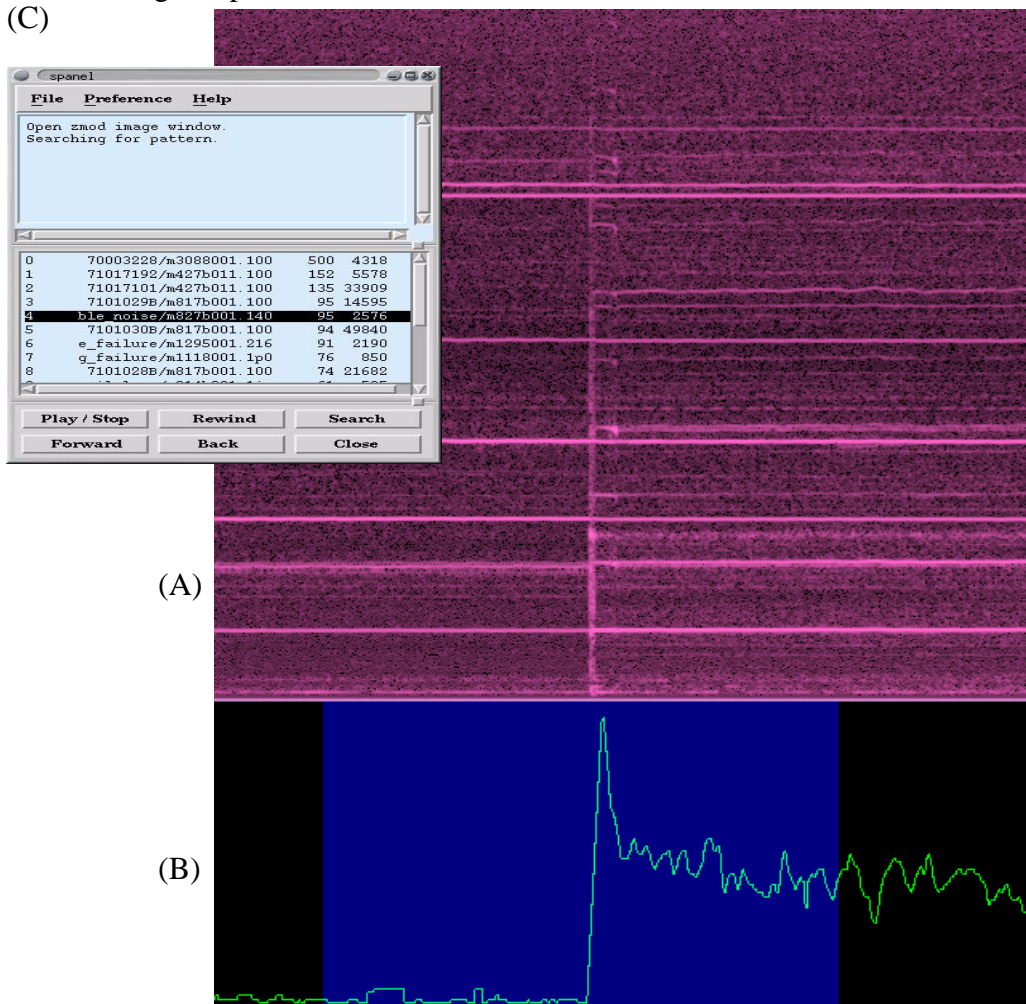 (C)
spanel
File Preference Help
Open zmod image window.
Searching for pattern.
0 70003228/m3088001.100 500 4318
1 71017192/m427b011.100 152 5578
2 71017101/m427b011.100 135 33909
3 7101029B/m817b001.100 95 14595
4 ble_noise/m827b001.140 95 2576
5 7101030B/m817b001.100 94 49840
6 e_failure/m1295001.216 91 2190
7 g_failure/m1118001.1p0 76 850
8 7101028B/m817b001.100 74 21682
Play / Stop Rewind Search
Forward Back Close
(A)
(B)